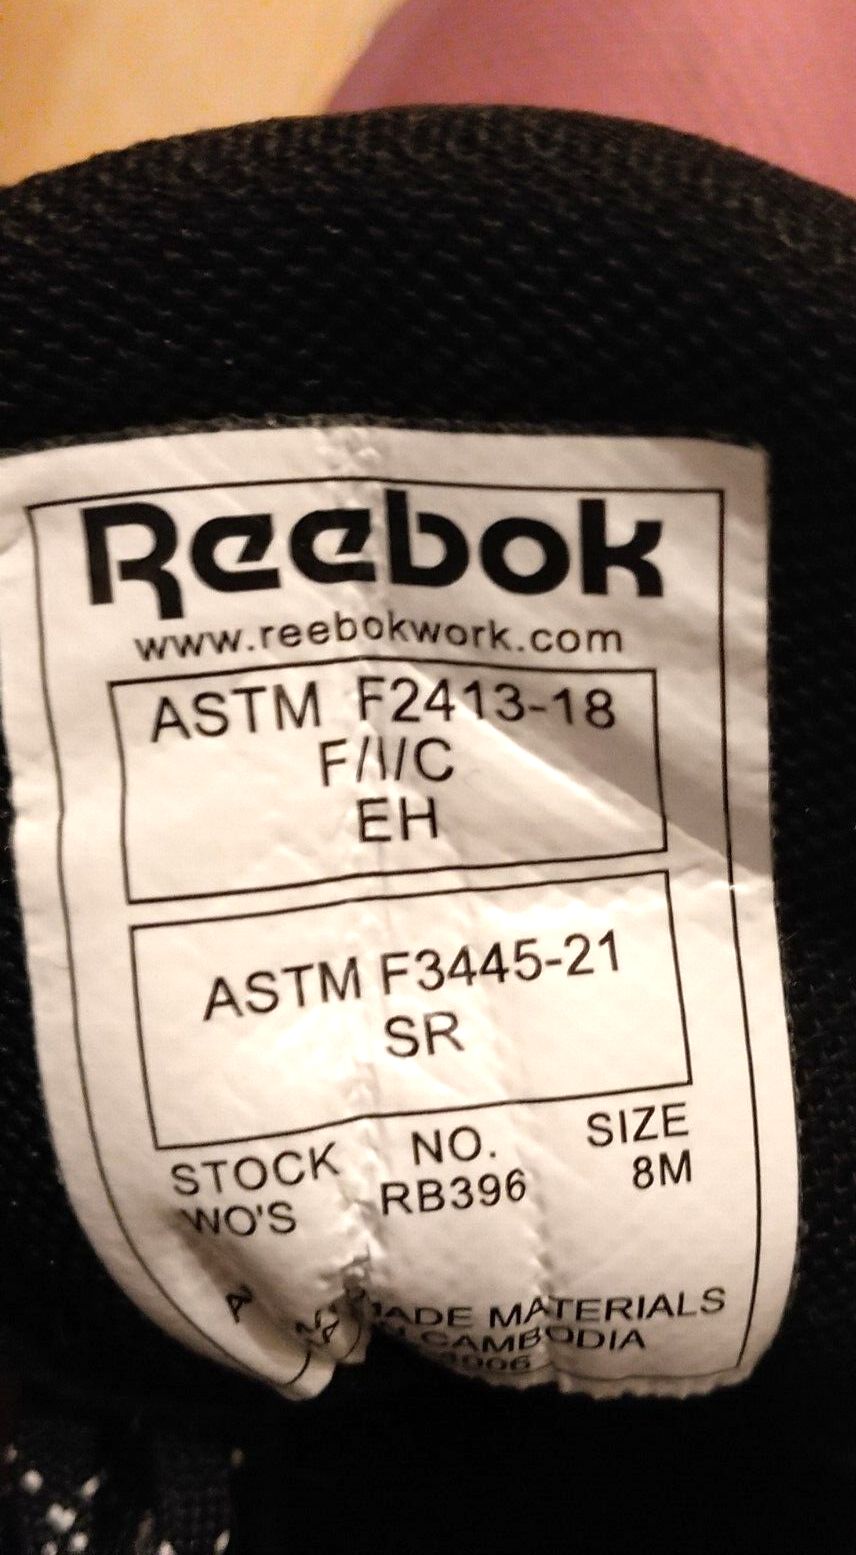 Reebok
www.reebokwork.com
ASTM F2413-18
F/I/C
EH
ASTM F3445-21
SR
STOCK NO. SIZE
WO'S RB396 8M
MATERIALS
CAMBODIA